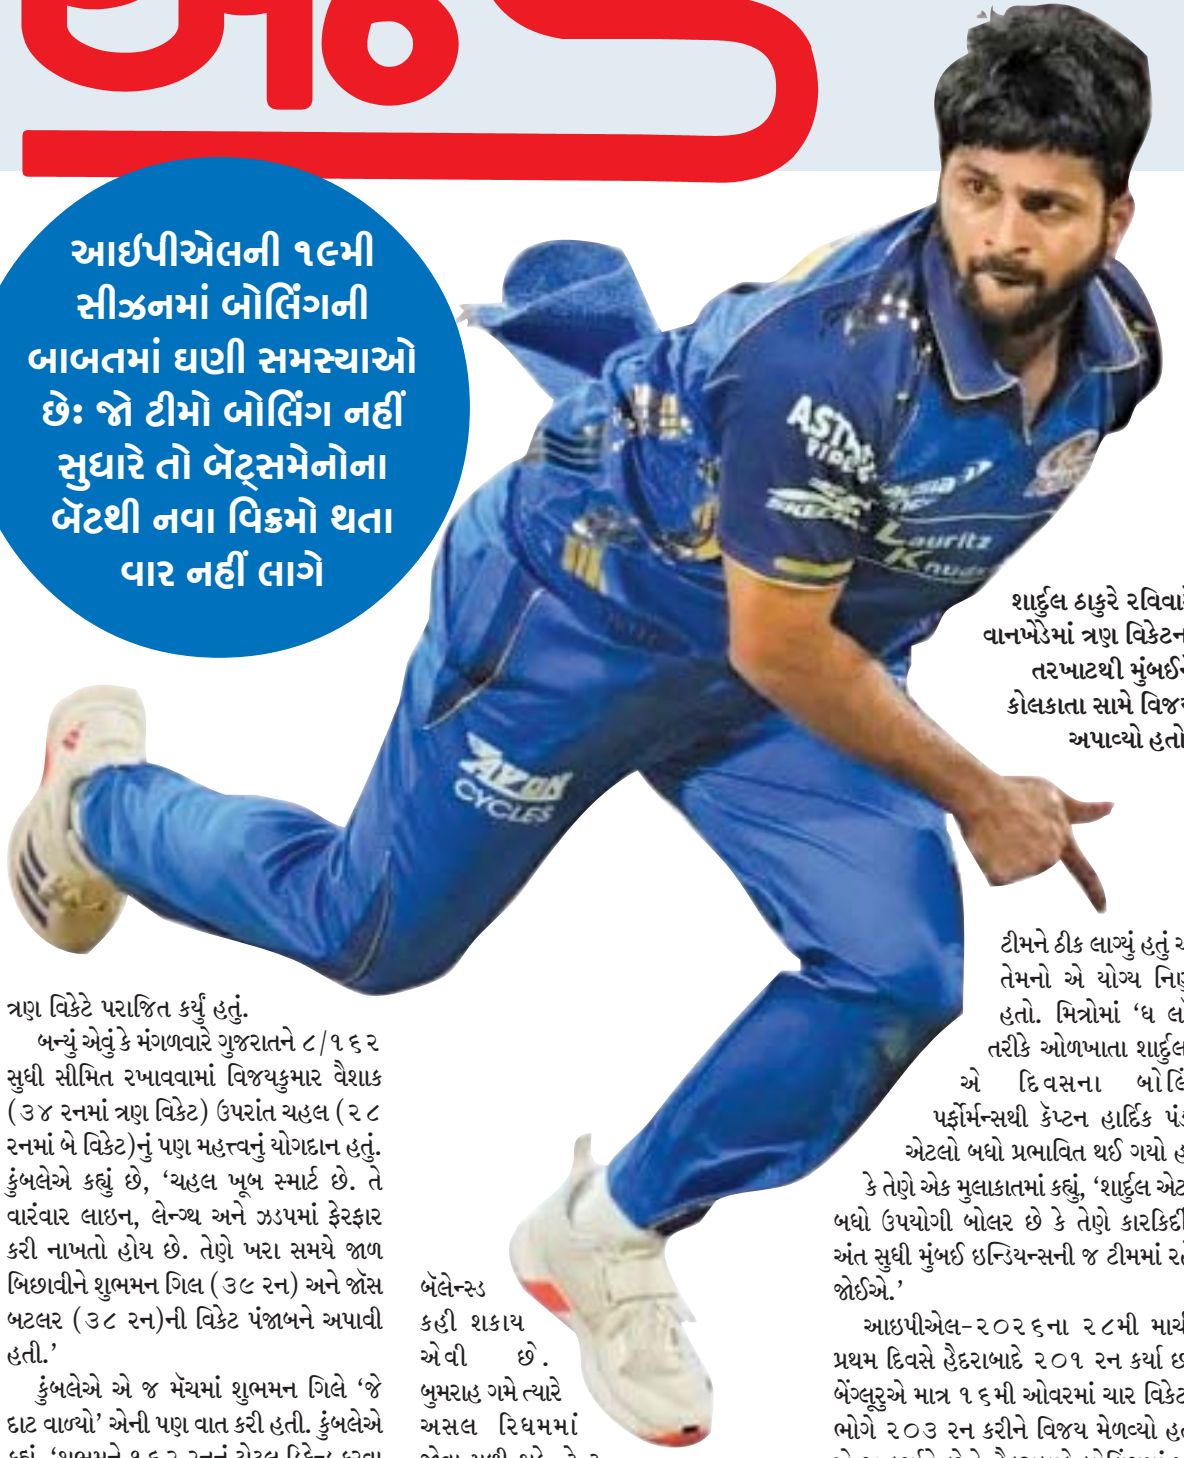 આઈપીએલની ૧૯મી
સીઝનમાં બોલિંગની
બાબતમાં ઘણી સમસ્યાઓ
છેઃ જો ટીમો બોલિંગ નહીં
સુધારે તો બૅટ્સમેનોના
બૅટથી નવા વિક્રમો થતા
વાર નહીં લાગે
શાર્દુલ ઠાકુરે
વાનખેડેમાં ત્રણ
તરખાટથી
કોલકાતા સામે
અપાવ્યો હતો
AVON
CYCLES
Lauritz
ત્રણ વિકેટે પરાજિત કર્યું હતું.
બન્યું એવું કે મંગળવારે ગુજરાતને ૮/૧૬૨
સુધી સીમિત રખાવવામાં વિજયકુમાર વૈશાક
(૩૪ રનમાં ત્રણ વિકેટ) ઉપરાંત ચહલ (૨૮
રનમાં બે વિકેટ)નું પણ મહત્ત્વનું યોગદાન હતું.
કુંબલેએ કહ્યું છે, ‘ચહલ ખૂબ સ્માર્ટ છે. તે
વારંવાર લાઇન, લેન્ગ્થ અને ઝડપમાં ફેરફાર
કરી નાખતો હોય છે. તેણે ખરા સમયે જાળ
બિછાવીને શુભમન ગિલ (૩૯ રન) અને જૉસ
બટલર (૩૮ રન)ની વિકેટ પંજાબને અપાવી
હતી.’
કુંબલેએ એ જ મૅચમાં શુભમન ગિલે ‘જે
દાટ વાળ્યો’ એની પણ વાત કરી હતી. કુંબલેએ
બૅલેન્સ્ડ
કહી શકાય
એવી છે.
બુમરાહ ગમે ત્યારે
અસલ રિધમમાં
ટીમને ઠીક લાગ્યું હતું
તેમનો એ યોગ્ય
હતો. મિત્રોમાં ‘ધ
તરીકે ઓળખાતા
એ દિવસના
પર્ફોર્મન્સથી કૅપ્ટન હાર્દિક
એટલો બધો પ્રભાવિત થઈ ગયો
કે તેણે એક મુલાકાતમાં કહ્યું, ‘શાર્દુલ
બધો ઉપયોગી બોલર છે કે તેણે
અંત સુધી મુંબઈ ઇન્ડિયન્સની જ ટીમમાં
જોઈએ.’
આઇપીએલ-૨૦૨૬ના ૨૮મી
પ્રથમ દિવસે હૈદરાબાદે ૨૦૧ રન કર્યા
બેંગ્લૂરુએ માત્ર ૧૬મી ઓવરમાં ચાર
ભોગે ૨૦૩ રન કરીને વિજય મેળવ્યો